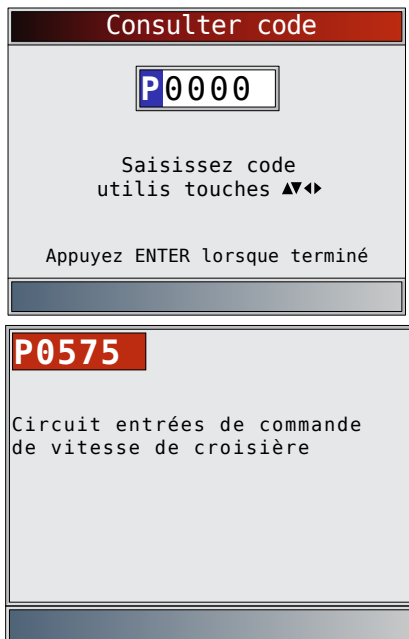 Consulter code
P0000
Saisissez code
utilis touches ▲▼◀▶
Appuyez ENTER lorsque terminé
P0575
Circuit entrées de commande
de vitesse de croisière